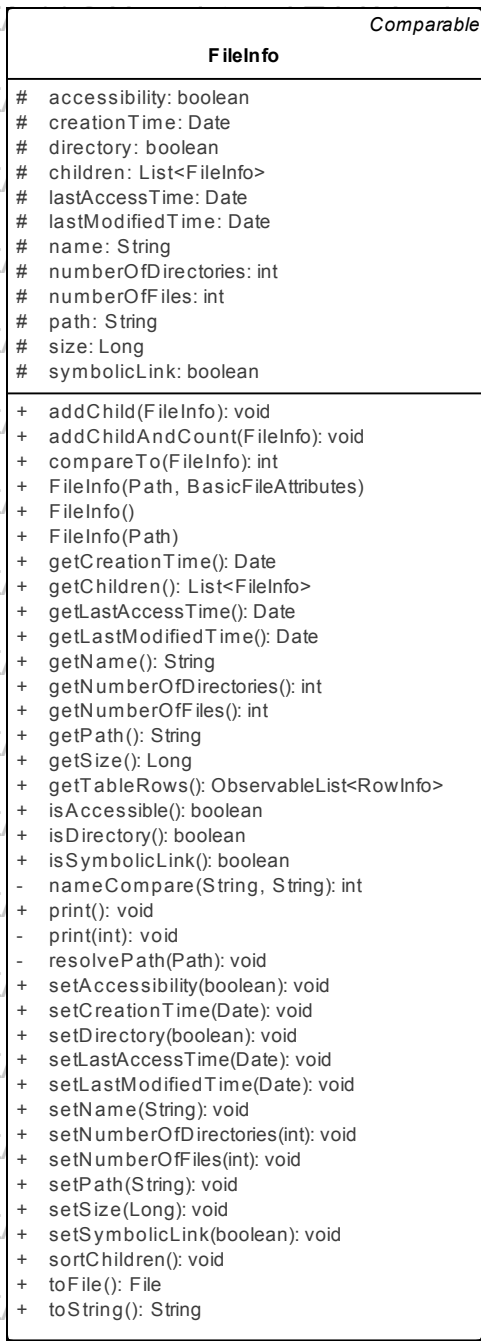 Comparable
FileInfo
# accessibility: boolean
# creationTime: Date
# directory: boolean
# children: List<FileInfo>
# lastAccessTime: Date
# lastModifiedTime: Date
# name: String
# numberOfDirectories: int
# numberOfFiles: int
# path: String
# size: Long
# symbolicLink: boolean
+ addChild(FileInfo): void
+ addChildAndCount(FileInfo): void
+ compareTo(FileInfo): int
+ FileInfo(Path, BasicFileAttributes)
+ FileInfo()
+ FileInfo(Path)
+ getCreationTime(): Date
+ getChildren(): List<FileInfo>
+ getLastAccessTime(): Date
+ getLastModifiedTime(): Date
+ getName(): String
+ getNumberOfDirectories(): int
+ getNumberOfFiles(): int
+ getPath(): String
+ getSize(): Long
+ getTableRows(): ObservableList<RowInfo>
+ isAccessible(): boolean
+ isDirectory(): boolean
+ isSymbolicLink(): boolean
- nameCompare(String, String): int
+ print(): void
- print(int): void
- resolvePath(Path): void
+ setAccessibility(boolean): void
+ setCreationTime(Date): void
+ setDirectory(boolean): void
+ setLastAccessTime(Date): void
+ setLastModifiedTime(Date): void
+ setName(String): void
+ setNumberOfDirectories(int): void
+ setNumberOfFiles(int): void
+ setPath(String): void
+ setSize(Long): void
+ setSymbolicLink(boolean): void
+ sortChildren(): void
+ toFile(): File
+ toString(): String